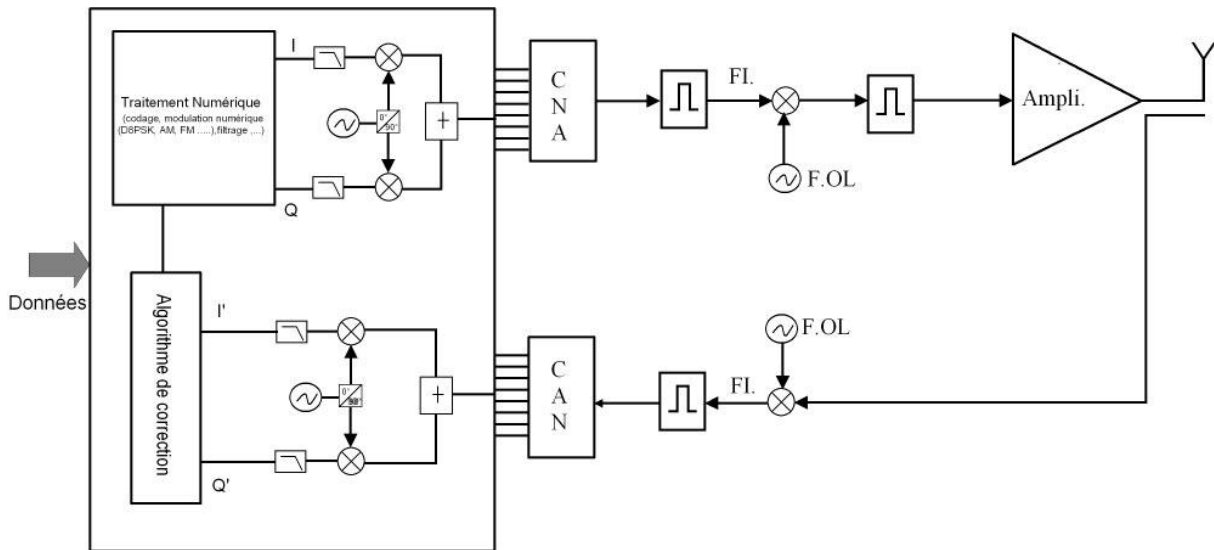 Traitement Numérique
(codage, modulation numérique
(D8PSK, AM, FM .....),filtrage ,...)
I
Q
0°
90°
+
C
N
A
FI.
F.OL
Ampli.
Données
Algorithme de correction
I'
Q'
0°
+
C
A
N
FI.
F.OL